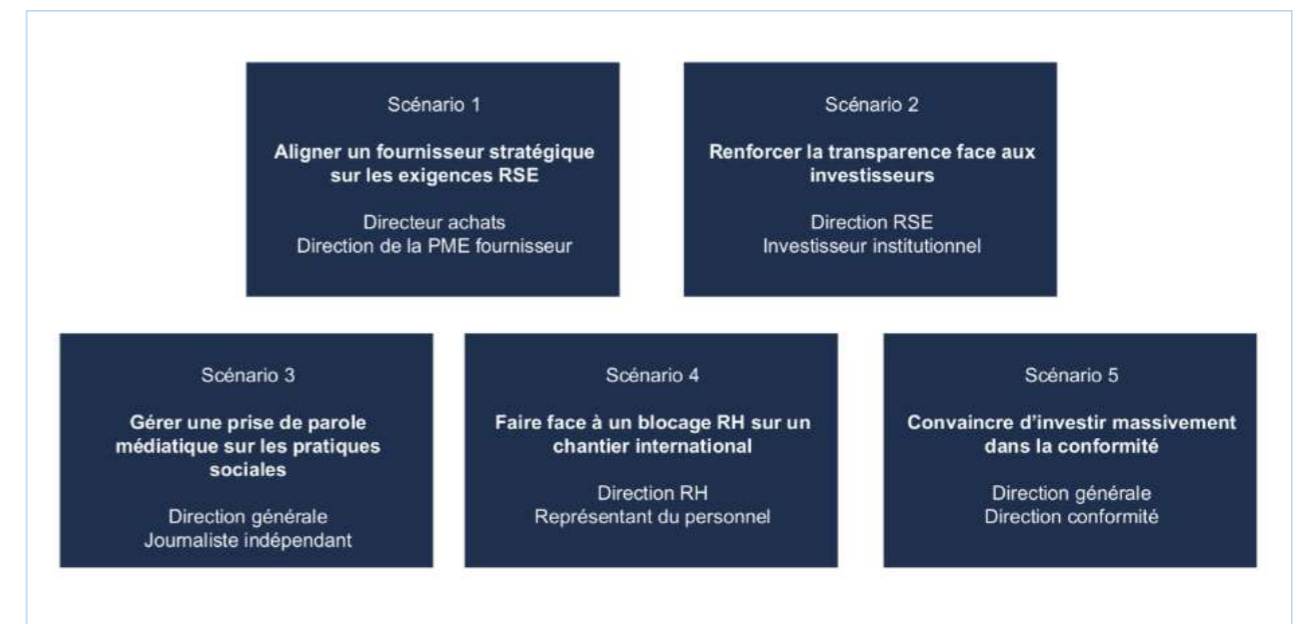 Scénario 1
Aligner un fournisseur stratégique
sur les exigences RSE
Directeur achats
Direction de la PME fournisseur
Scénario 2
Renforcer la transparence face aux
investisseurs
Direction RSE
Investisseur institutionnel
Scénario 3
Gérer une prise de parole
médiatique sur les pratiques
sociales
Direction générale
Journaliste indépendant
Scénario 4
Faire face à un blocage RH sur un
chantier international
Direction RH
Représentant du personnel
Scénario 5
Convaincre d'investir massivement
dans la conformité
Direction générale
Direction conformité